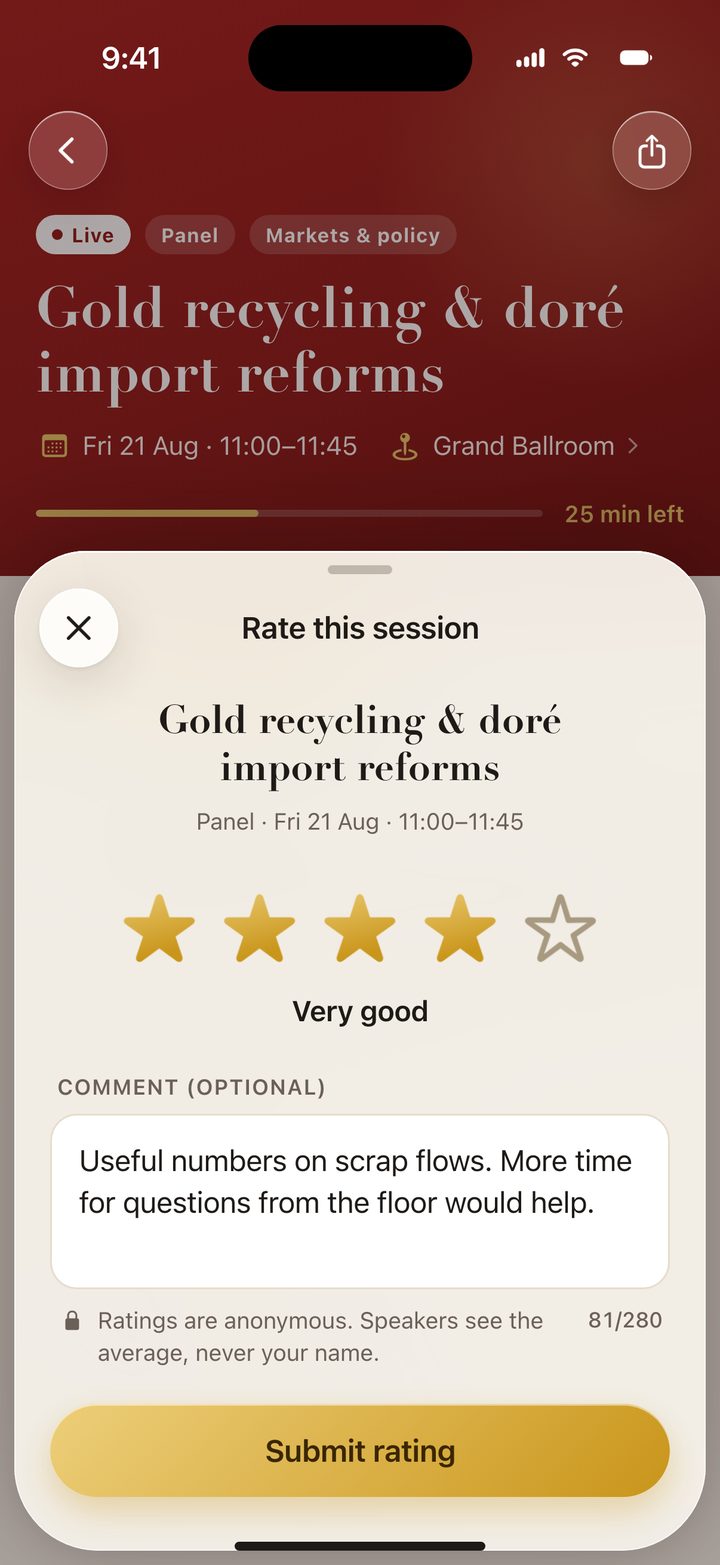 9:41
Live
Panel
Markets & policy
Gold recycling & doré
import reforms
Fri 21 Aug · 11:00–11:45
Grand Ballroom
25 min left
Rate this session
Gold recycling & doré
import reforms
Panel · Fri 21 Aug · 11:00–11:45
Very good
COMMENT (OPTIONAL)
Useful numbers on scrap flows. More time
for questions from the floor would help.
Ratings are anonymous. Speakers see the
average, never your name.
81/280
Submit rating